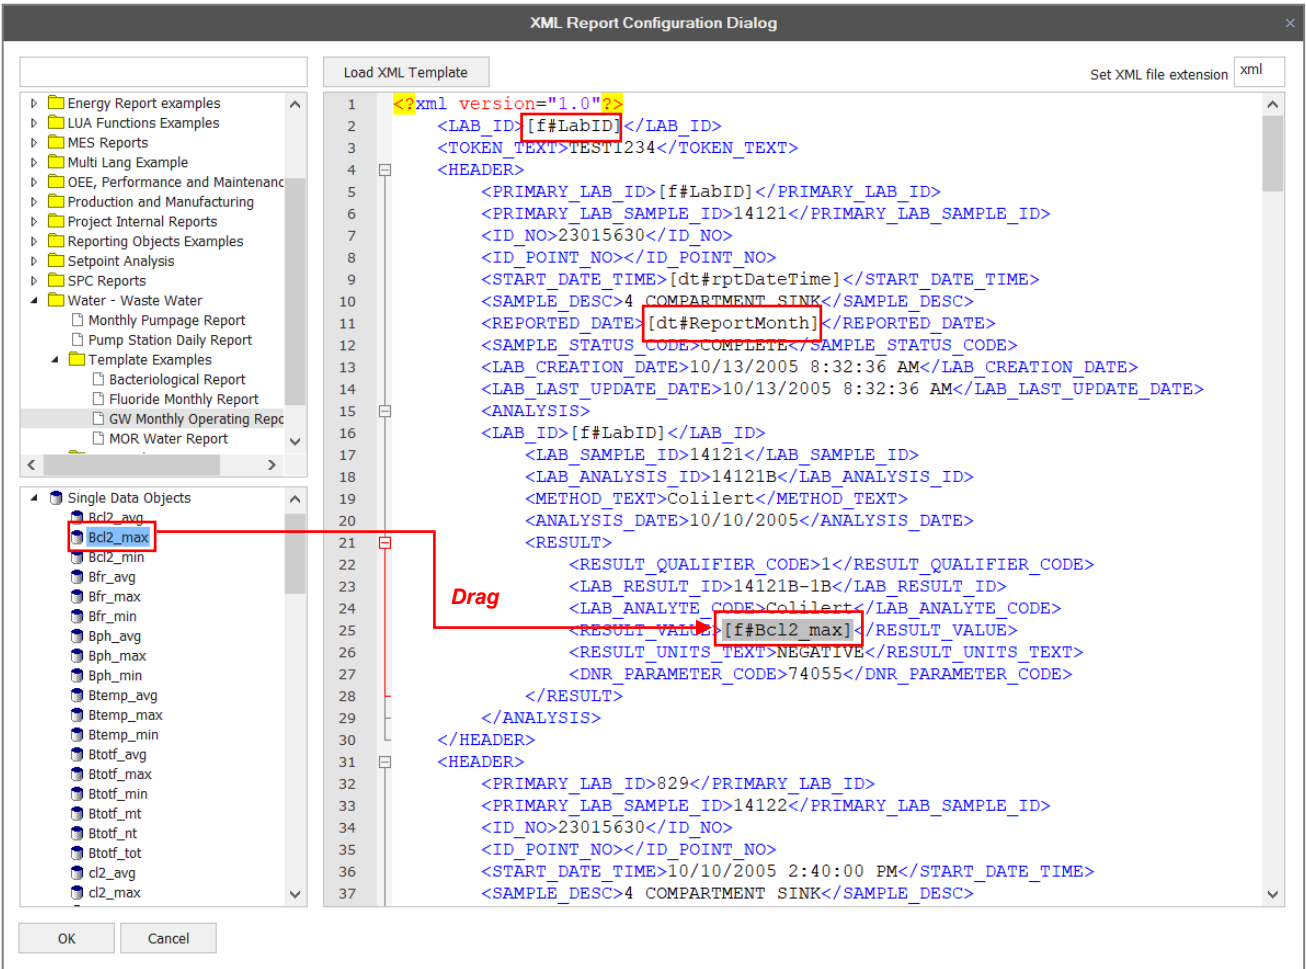 XML Report Configuration Dialog
×
Load XML Template
Set XML file extension
xml
Energy Report examples
LUA Functions Examples
MES Reports
Multi Lang Example
OEE, Performance and Maintenanc
Production and Manufacturing
Project Internal Reports
Reporting Objects Examples
Setpoint Analysis
SPC Reports
Water - Waste Water
Monthly Pumpage Report
Pump Station Daily Report
Template Examples
Bacteriological Report
Fluoride Monthly Report
GW Monthly Operating Repo
MOR Water Report
Single Data Objects
Bcl2_avg
Bcl2_max
Bcl2_min
Bfr_avg
Bfr_max
Bfr_min
Bph_avg
Bph_max
Bph_min
Btemp_avg
Btemp_max
Btemp_min
Btotf_avg
Btotf_max
Btotf_min
Btotf_mt
Btotf_nt
Btotf_tot
cl2_avg
cl2_max
Drag
1 <?xml version="1.0"?>
2 <LAB_ID>[f#LabID]</LAB_ID>
3 <TOKEN_TEXT>TEST1234</TOKEN_TEXT>
4 <HEADER>
5 <PRIMARY_LAB_ID>[f#LabID]</PRIMARY_LAB_ID>
6 <PRIMARY_LAB_SAMPLE_ID>14121</PRIMARY_LAB_SAMPLE_ID>
7 <ID_NO>23015630</ID_NO>
8 <ID_POINT_NO></ID_POINT_NO>
9 <START_DATE_TIME>[dt#rptDateTime]</START_DATE_TIME>
10 <SAMPLE_DESC>4 COMPARTMENT SINK</SAMPLE_DESC>
11 <REPORTED_DATE>[dt#ReportMonth]</REPORTED_DATE>
12 <SAMPLE_STATUS_CODE>COMPLETE</SAMPLE_STATUS_CODE>
13 <LAB_CREATION_DATE>10/13/2005 8:32:36 AM</LAB_CREATION_DATE>
14 <LAB_LAST_UPDATE_DATE>10/13/2005 8:32:36 AM</LAB_LAST_UPDATE_DATE>
15 <ANALYSIS>
16 <LAB_ID>[f#LabID]</LAB_ID>
17 <LAB_SAMPLE_ID>14121</LAB_SAMPLE_ID>
18 <LAB_ANALYSIS_ID>14121B</LAB_ANALYSIS_ID>
19 <METHOD_TEXT>Colilert</METHOD_TEXT>
20 <ANALYSIS_DATE>10/10/2005</ANALYSIS_DATE>
21 <RESULT>
22 <RESULT_QUALIFIER_CODE>1</RESULT_QUALIFIER_CODE>
23 <LAB_RESULT_ID>14121B-1B</LAB_RESULT_ID>
24 <LAB_ANALYTE_CODE>Colilert</LAB_ANALYTE_CODE>
25 <RESULT_VALUE>[f#Bcl2_max]</RESULT_VALUE>
26 <RESULT_UNITS_TEXT>NEGATIVE</RESULT_UNITS_TEXT>
27 <DNR_PARAMETER_CODE>74055</DNR_PARAMETER_CODE>
28 </RESULT>
29 </ANALYSIS>
30 </HEADER>
31 <HEADER>
32 <PRIMARY_LAB_ID>829</PRIMARY_LAB_ID>
33 <PRIMARY_LAB_SAMPLE_ID>14122</PRIMARY_LAB_SAMPLE_ID>
34 <ID_NO>23015630</ID_NO>
35 <ID_POINT_NO></ID_POINT_NO>
36 <START_DATE_TIME>10/10/2005 2:40:00 PM</START_DATE_TIME>
37 <SAMPLE_DESC>4 COMPARTMENT SINK</SAMPLE_DESC>
OK
Cancel